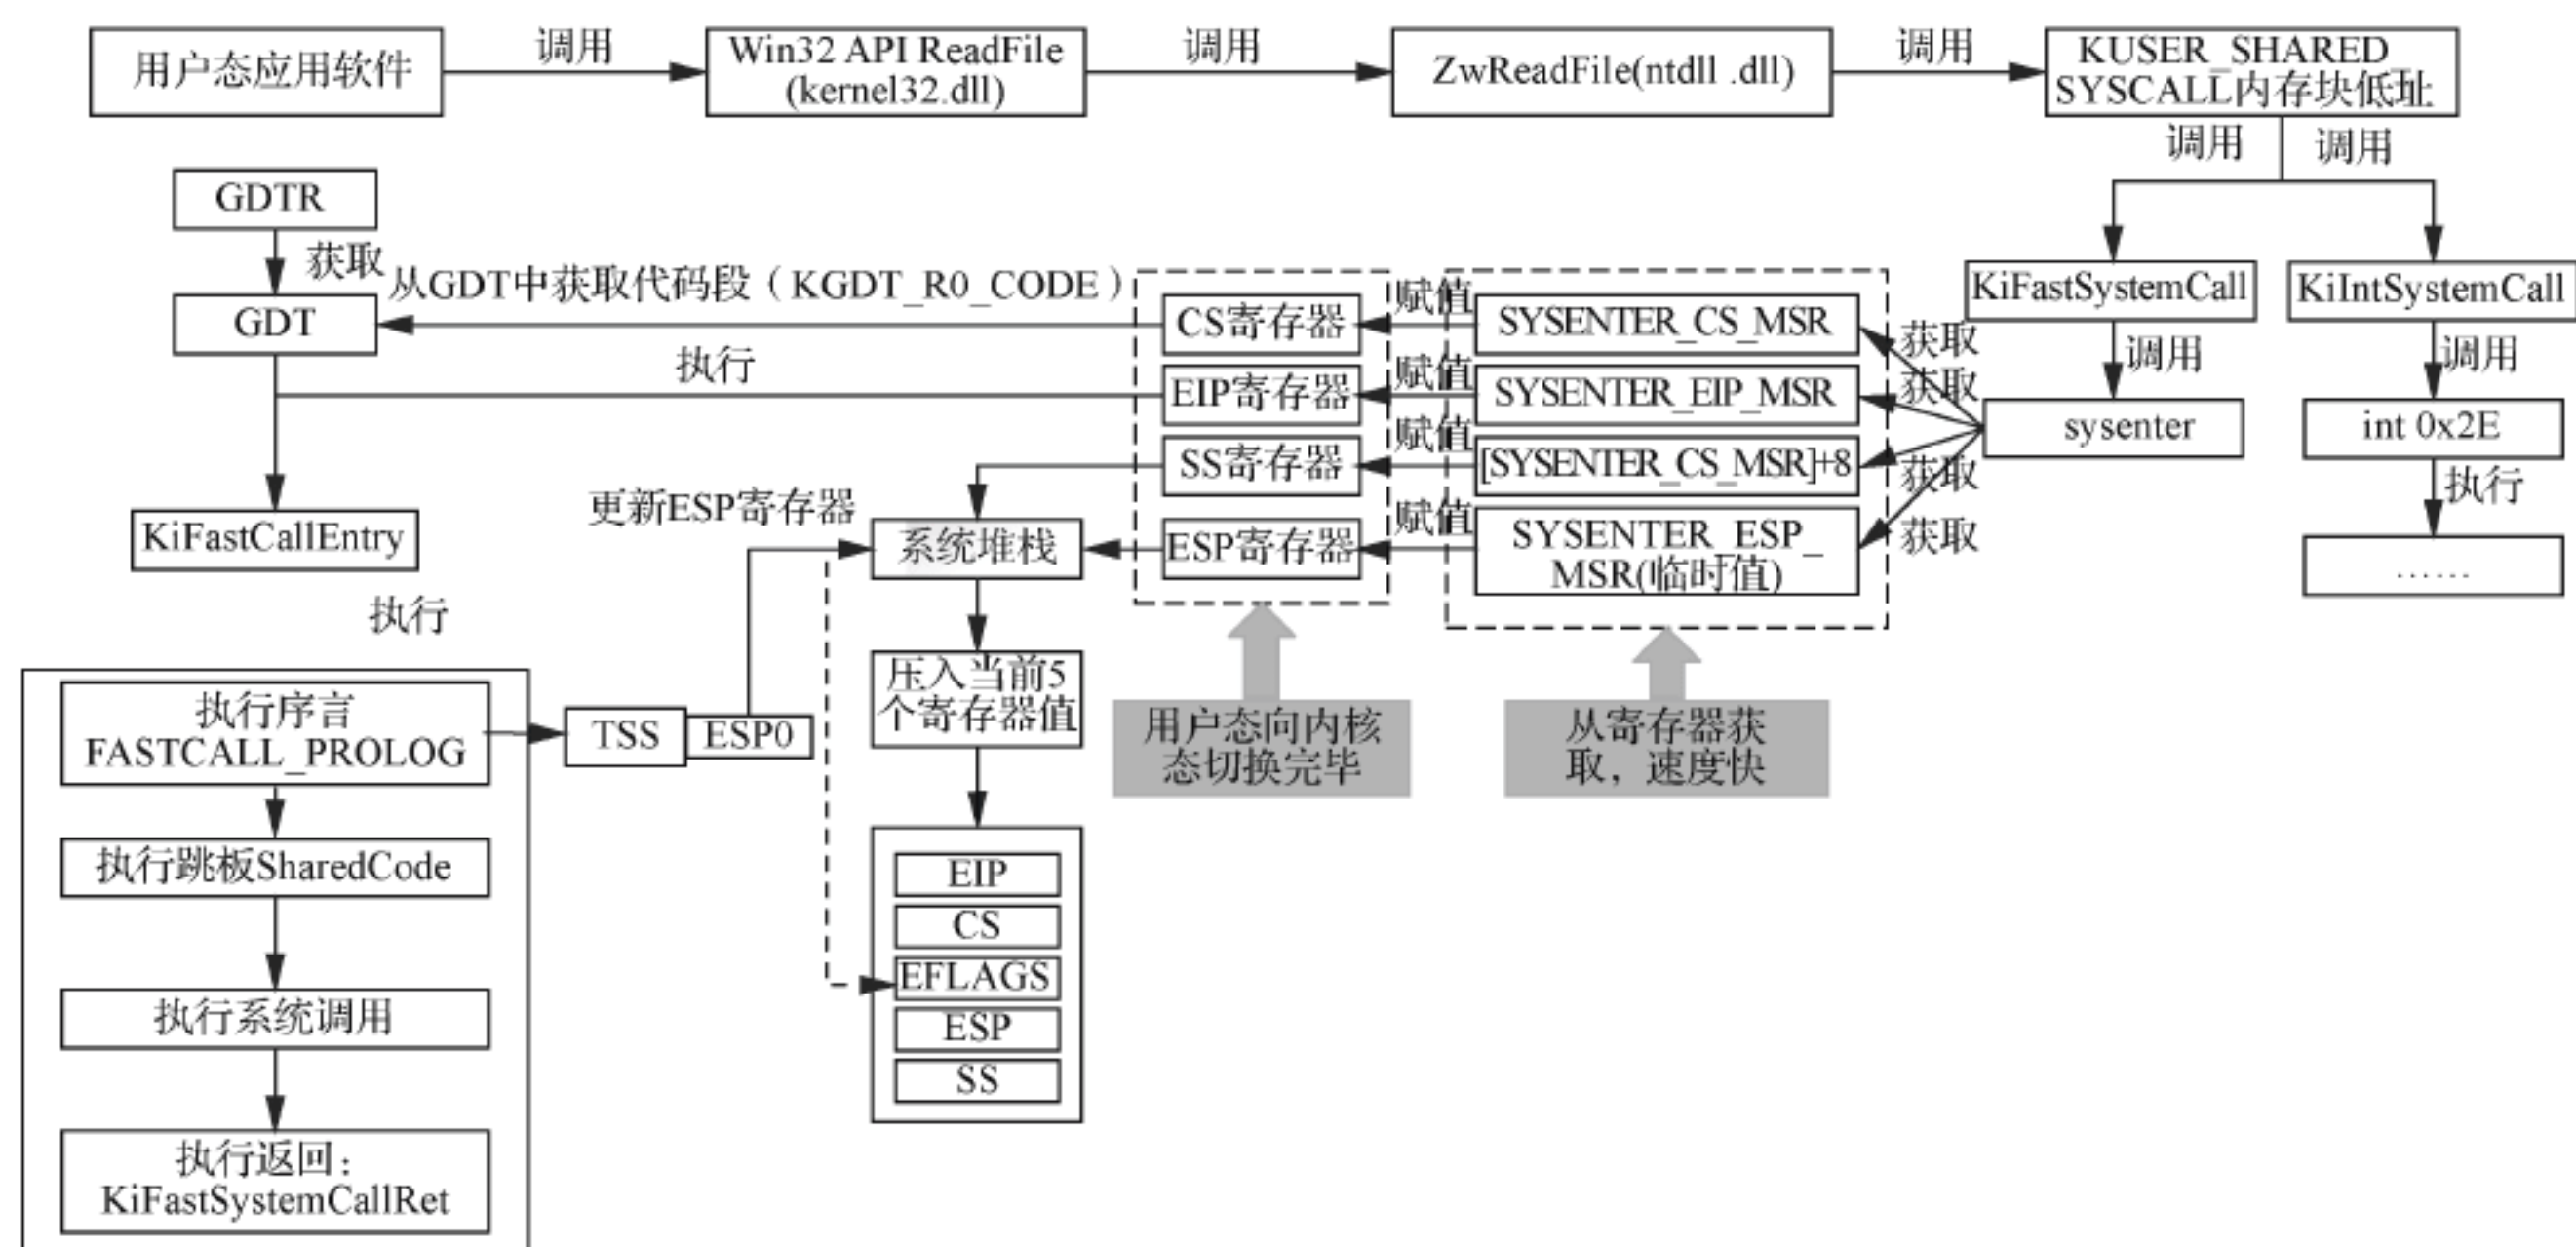 用户态应用软件
调用
Win32 API ReadFile
(kernel32.dll)
调用
ZwReadFile(ntdll .dll)
调用
KUSER_SHARED_
SYSCALL内存块低址
调用
调用
GDTR
获取
GDT
从GDT中获取代码段（KGDT_R0_CODE）
执行
KiFastCallEntry
CS寄存器
EIP寄存器
SS寄存器
ESP寄存器
赋值
赋值
赋值
赋值
SYSENTER_CS_MSR
SYSENTER_EIP_MSR
[SYSENTER_CS_MSR]+8
SYSENTER_ESP_
MSR(临时值)
获取
获取
获取
获取
KiFastSystemCall
调用
sysenter
KiIntSystemCall
调用
int 0x2E
执行
……
更新ESP寄存器
系统堆栈
执行
执行序言
FASTCALL_PROLOG
TSS
ESP0
压入当前5
个寄存器值
用户态向内核
态切换完毕
从寄存器获
取，速度快
执行跳板SharedCode
执行系统调用
执行返回：
KiFastSystemCallRet
EIP
CS
EFLAGS
ESP
SS